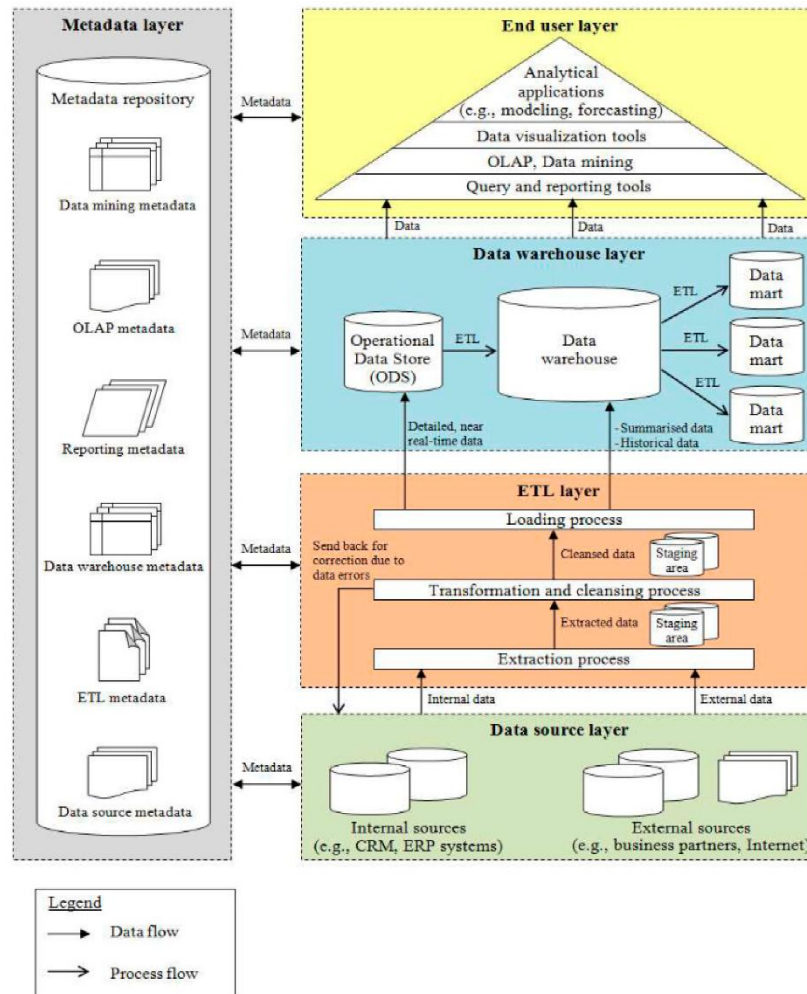 Metadata layer
Metadata repository
Data mining metadata
OLAP metadata
Reporting metadata
Data warehouse metadata
ETL metadata
Data source metadata
Metadata
Metadata
Metadata
Metadata
End user layer
Analytical
applications
(e.g., modeling, forecasting)
Data visualization tools
OLAP, Data mining
Query and reporting tools
Data
Data
Data
Data warehouse layer
Operational
Data Store
(ODS)
ETL
Data
warehouse
ETL
ETL
ETL
Data
mart
Data
mart
Data
mart
Detailed, near
real-time data
- Summarised data
- Historical data
ETL layer
Loading process
Send back for
correction due to
data errors
Cleansed data
Staging
area
Transformation and cleansing process
Extracted data
Staging
area
Extraction process
Internal data
External data
Data source layer
Internal sources
(e.g., CRM, ERP systems)
External sources
(e.g., business partners, Internet)
Legend
Data flow
Process flow